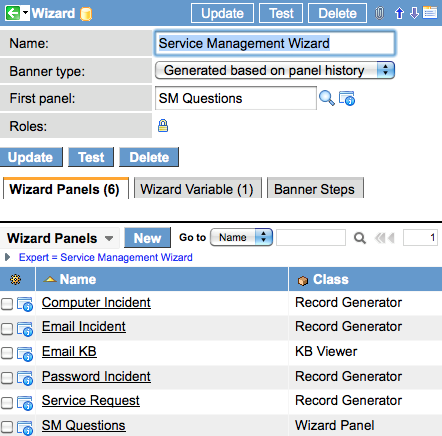 Wizard Update Test Delete
Name: Service Management Wizard
Banner type: Generated based on panel history
First panel: SM Questions
Roles:
Update Test Delete
Wizard Panels (6) Wizard Variable (1) Banner Steps
Wizard Panels New Go to Name 1
Expert = Service Management Wizard
Name Class
Computer Incident Record Generator
Email Incident Record Generator
Email KB KB Viewer
Password Incident Record Generator
Service Request Record Generator
SM Questions Wizard Panel